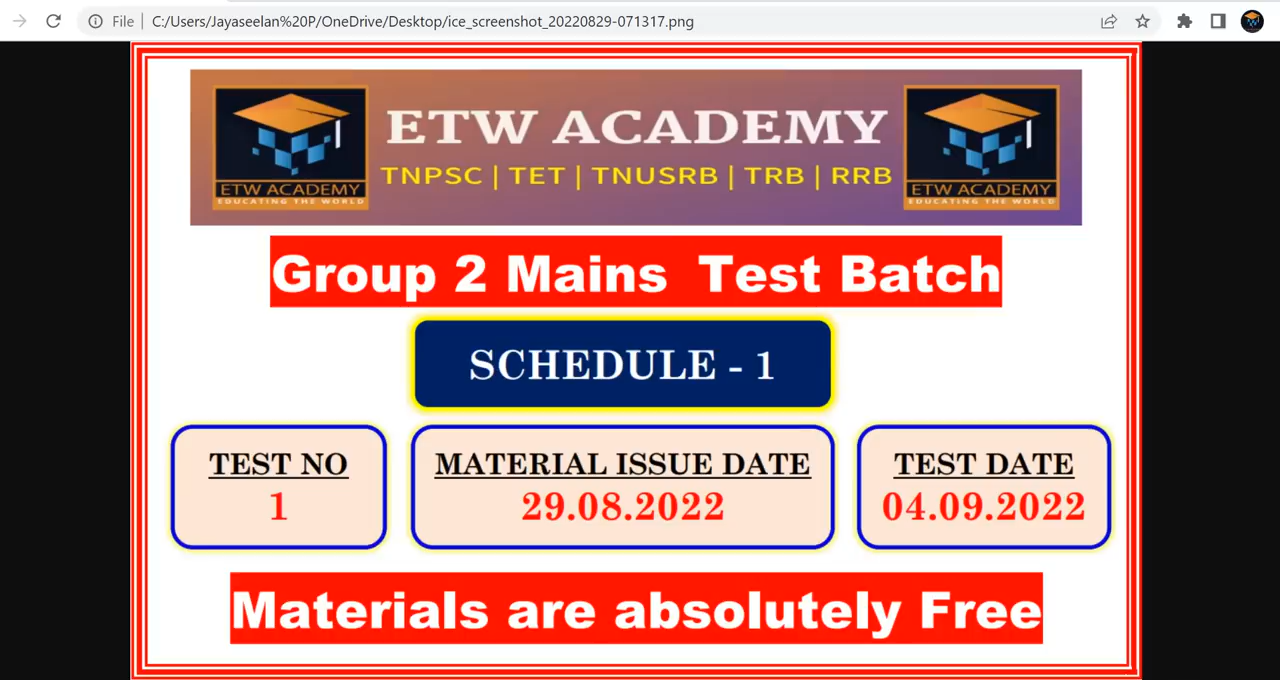 File C:/Users/Jayaseelan%20P/OneDrive/Desktop/ice_screenshot_20220829-071317.png
ETW ACADEMY
TNPSC | TET | TNUSRB | TRB | RRB
ETW ACADEMY
EDUCATING THE WORLD
ETW ACADEMY
EDUCATING THE WORLD
Group 2 Mains Test Batch
SCHEDULE - 1
TEST NO
1
MATERIAL ISSUE DATE
29.08.2022
TEST DATE
04.09.2022
Materials are absolutely Free